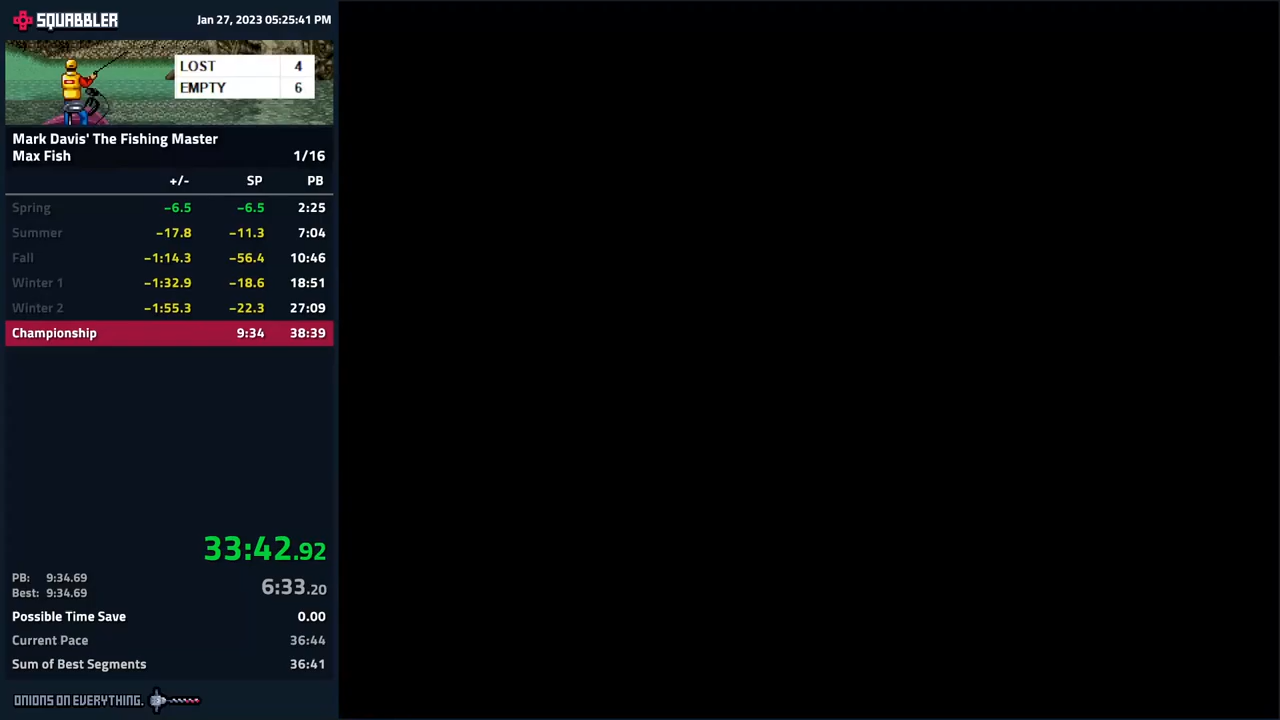 SQUABBLER Jan 27, 2023 05:25:41 PM
LOST 4
EMPTY 6
Mark Davis' The Fishing Master
Max Fish 1/16
+/- SP PB
Spring −6.5 −6.5 2:25
Summer −17.8 −11.3 7:04
Fall −1:14.3 −56.4 10:46
Winter 1 −1:32.9 −18.6 18:51
Winter 2 −1:55.3 −22.3 27:09
Championship 9:34 38:39
33:42.92
PB: 9:34.69 6:33.20
Best: 9:34.69
Possible Time Save 0.00
Current Pace 36:44
Sum of Best Segments 36:41
ONIONS ON EVERYTHING.